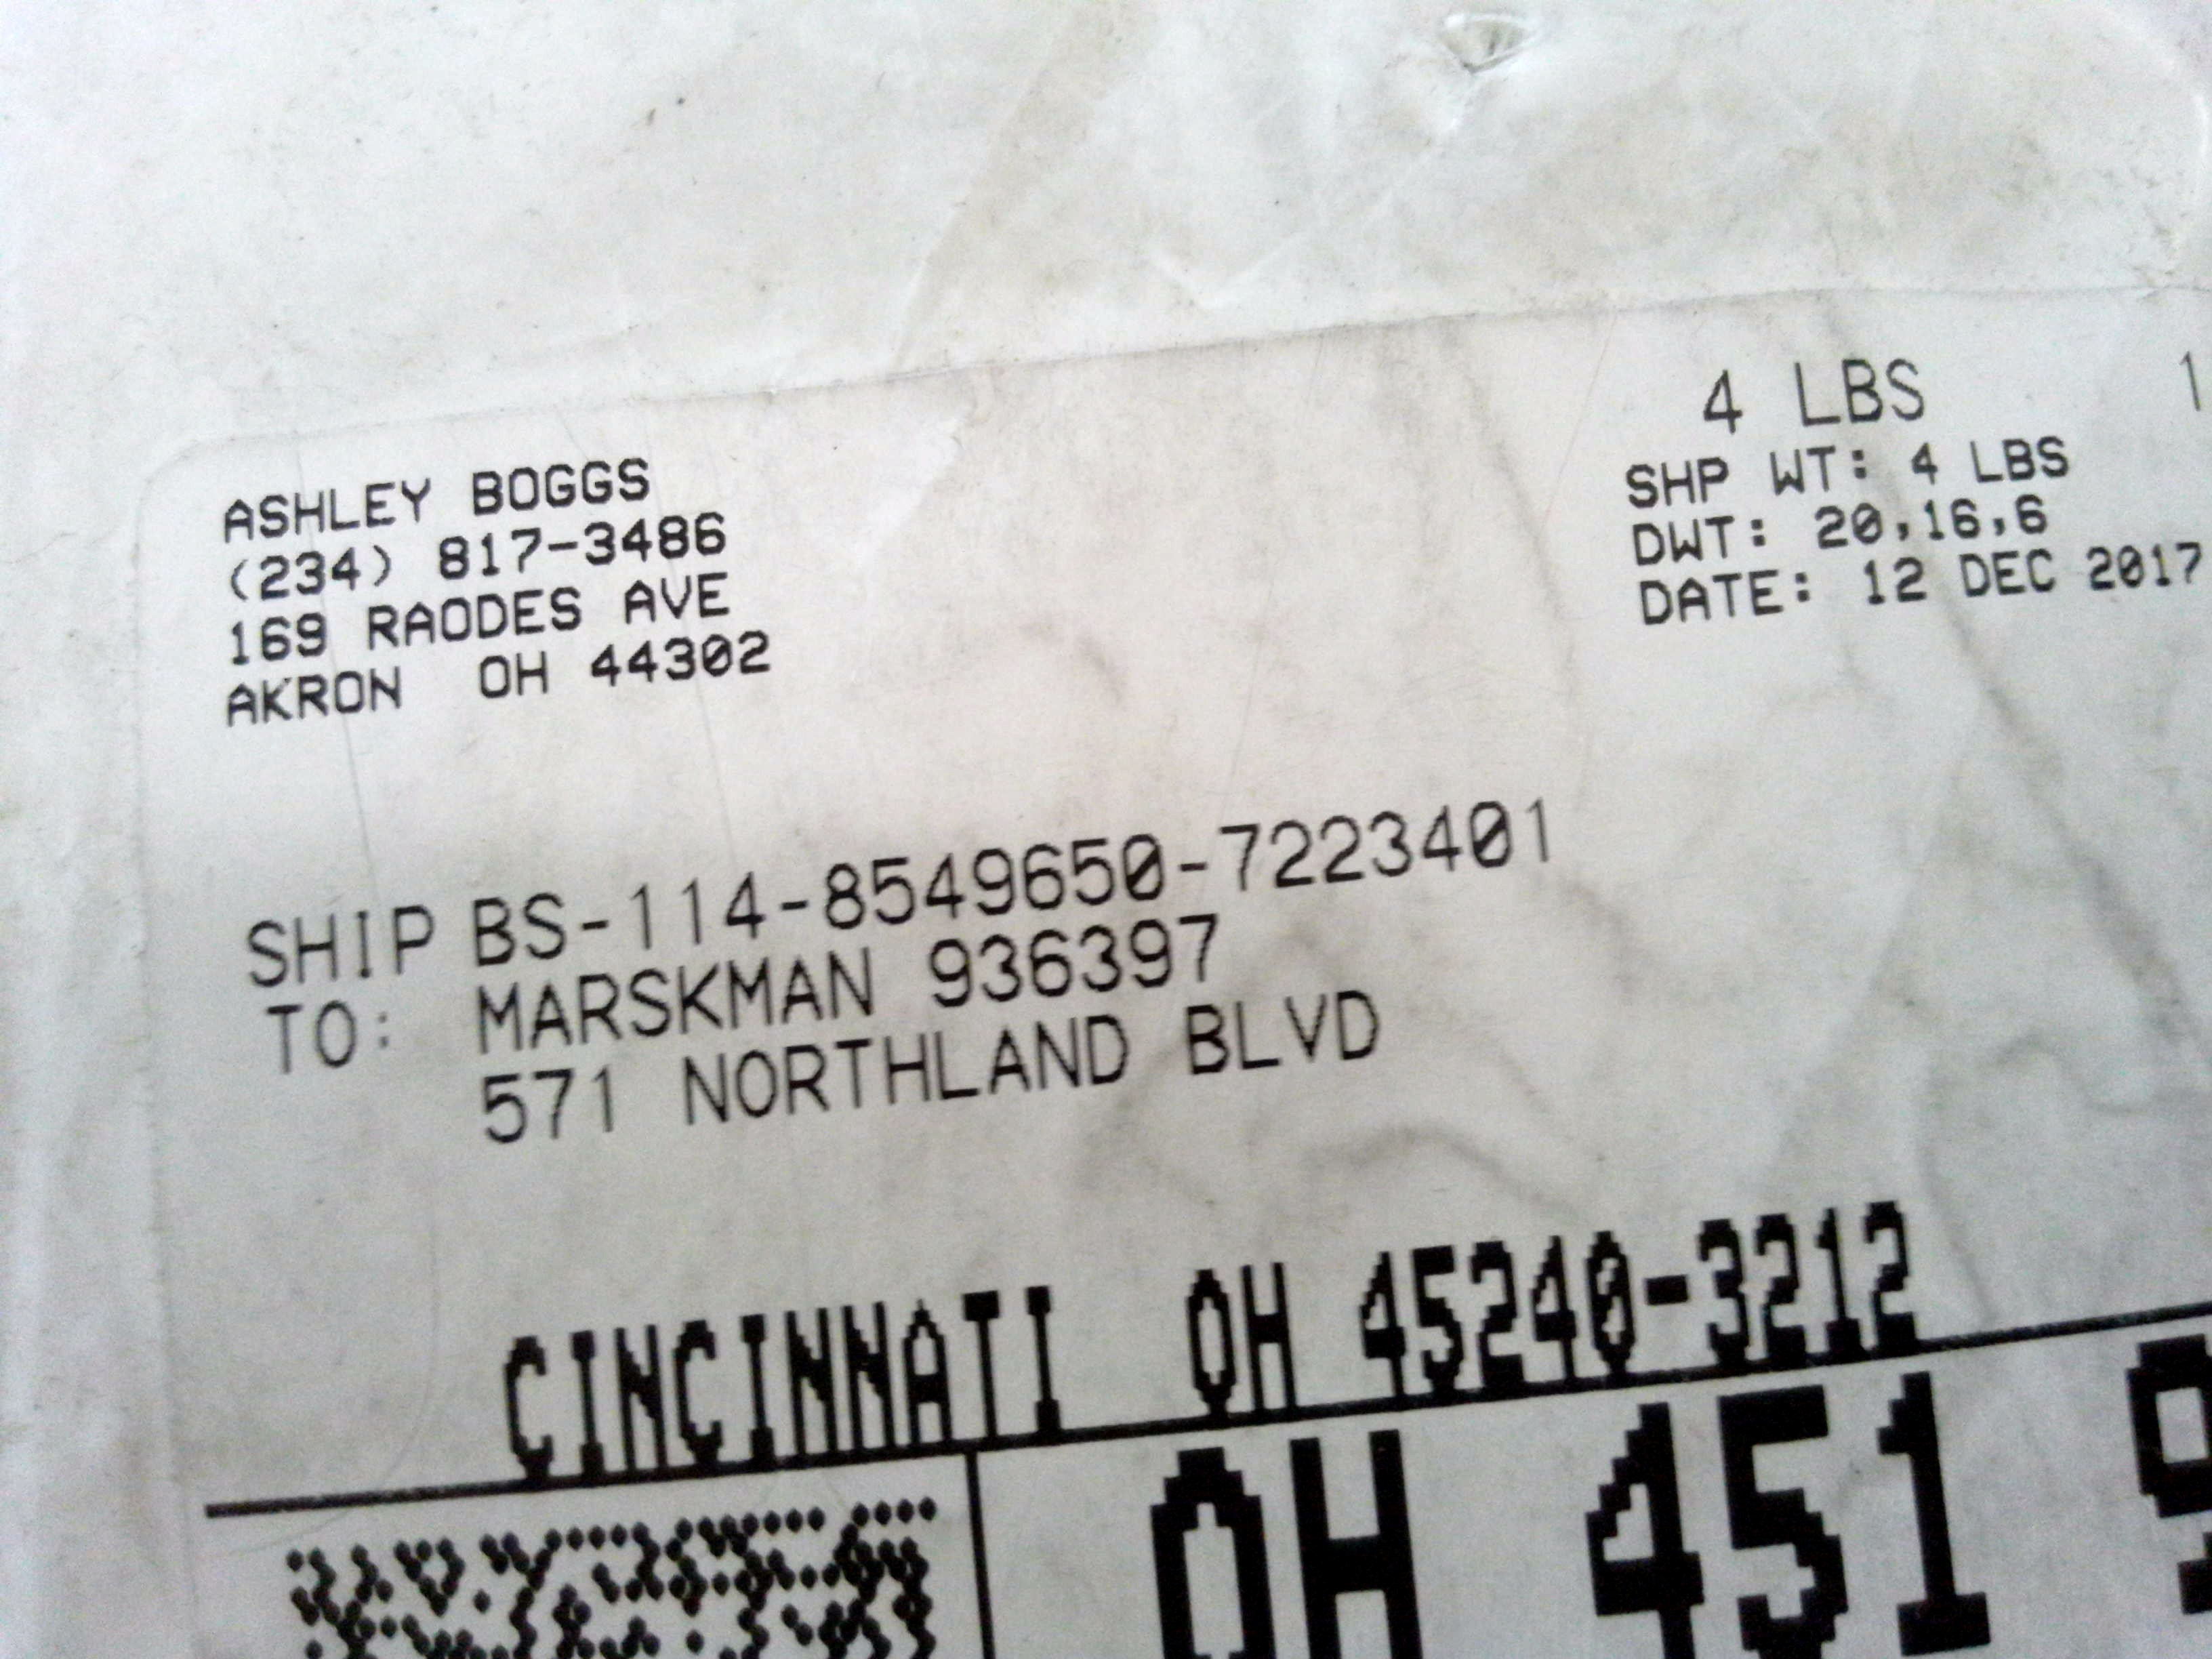 ASHLEY BOGGS
(234) 817-3486
169 RAODES AVE
AKRON OH 44302
4 LBS 1
SHP WT: 4 LBS
DWT: 20,16,6
DATE: 12 DEC 2017
SHIP BS-114-8549650-7223401
TO: MARSKMAN 936397
571 NORTHLAND BLVD
CINCINNATI OH 45240-3212
OH 451 9